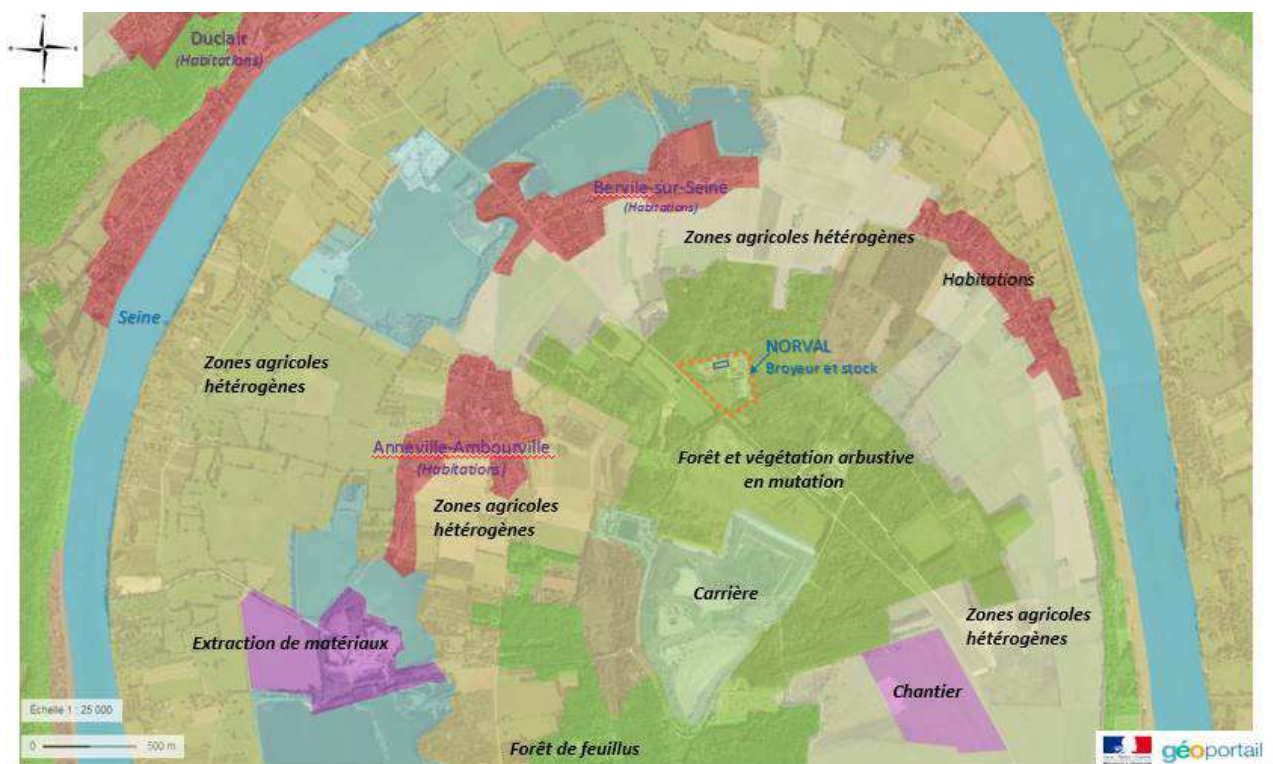 Duclair
(Habitations)
Bervile-sur-Seine
(Habitations)
Zones agricoles hétérogènes
Habitations
Seine
Zones agricoles
hétérogènes
NORVAL
Broyeur et stock
Anneville-Ambourville
(Habitations)
Forêt et végétation arbustive
en mutation
Zones agricoles
hétérogènes
Carrière
Zones agricoles
hétérogènes
Extraction de matériaux
Chantier
Échelle 1 : 25 000
0 500 m
Forêt de feuillus
géoportail